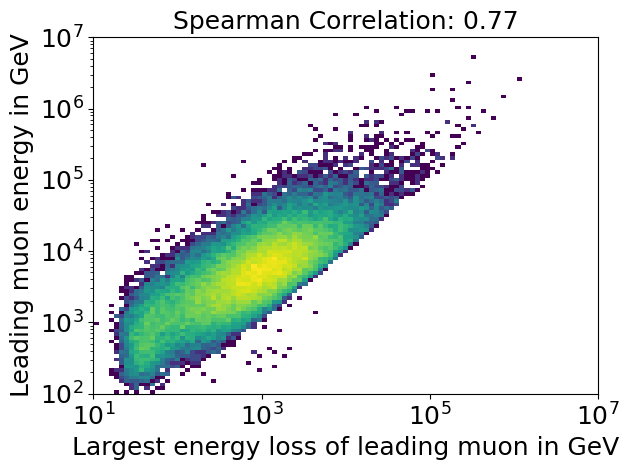 Spearman Correlation: 0.77
Leading muon energy in GeV
10^7
10^6
10^5
10^4
10^3
10^2
10^1 10^3 10^5 10^7
Largest energy loss of leading muon in GeV